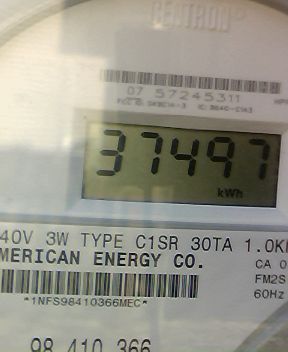 CENTRON®
07 57245311
37497
kWh
40V 3W TYPE C1SR 30TA 1.0K
MERICAN ENERGY CO.
CA 0
FM2S
60Hz
*1NFS98410366MEC*
98 410 366